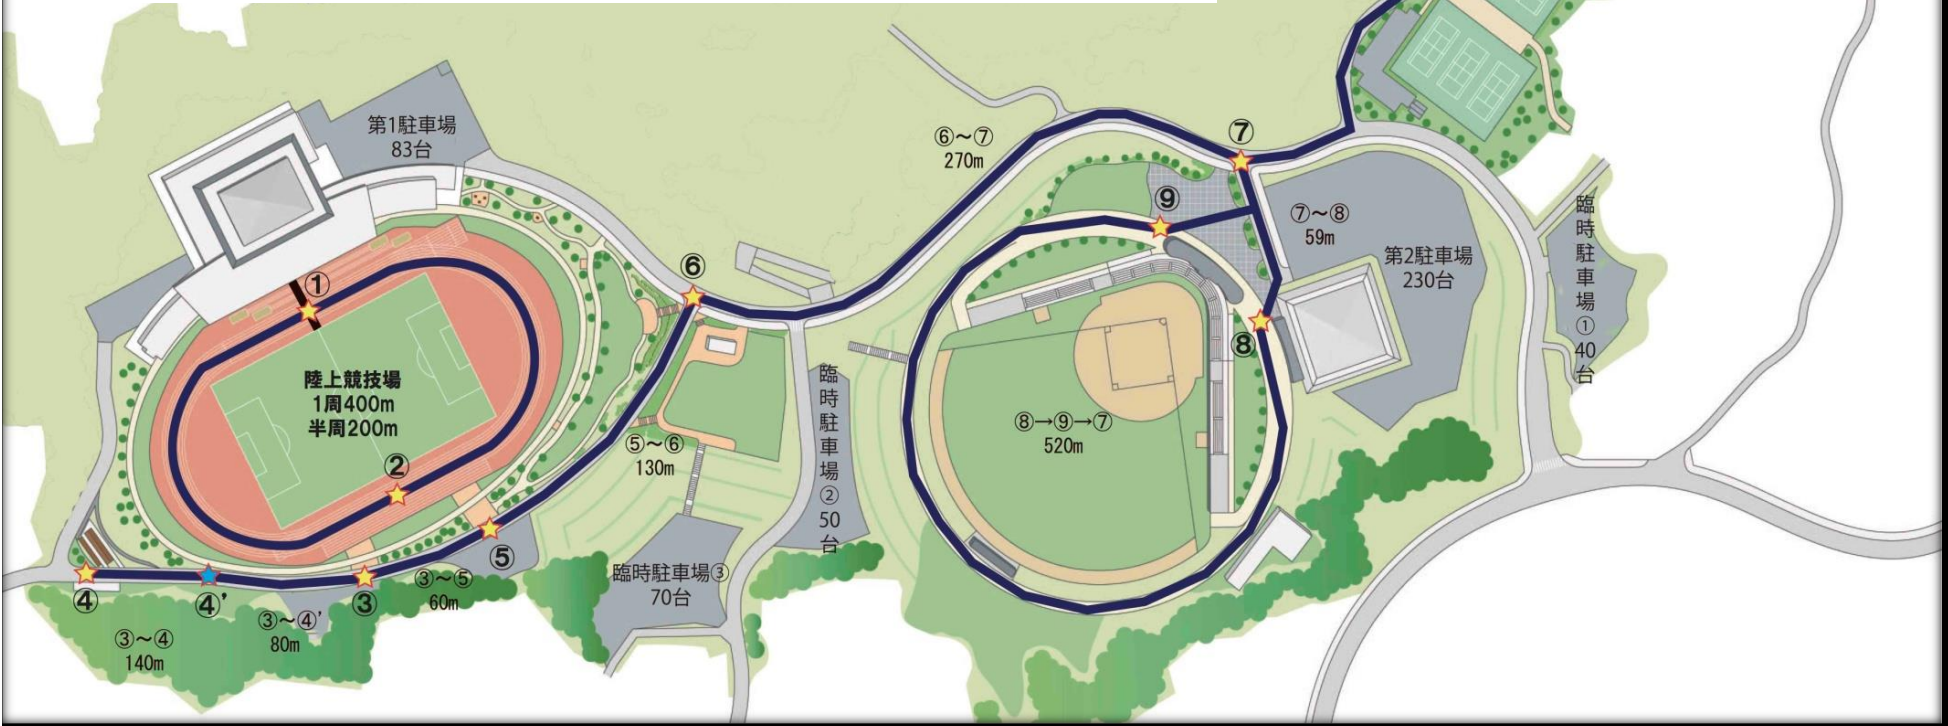 第1駐車場
83台
①
陸上競技場
1周400m
半周200m
②
⑥
⑥～⑦
270m
⑦
⑨
⑦～⑧
59m
第2駐車場
230台
臨時駐車場①40台
⑧
⑧→⑨→⑦
520m
臨時駐車場②50台
⑤～⑥
130m
⑤
臨時駐車場③
70台
③～⑤
60m
③
④
④'
③～④'
80m
③～④
140m